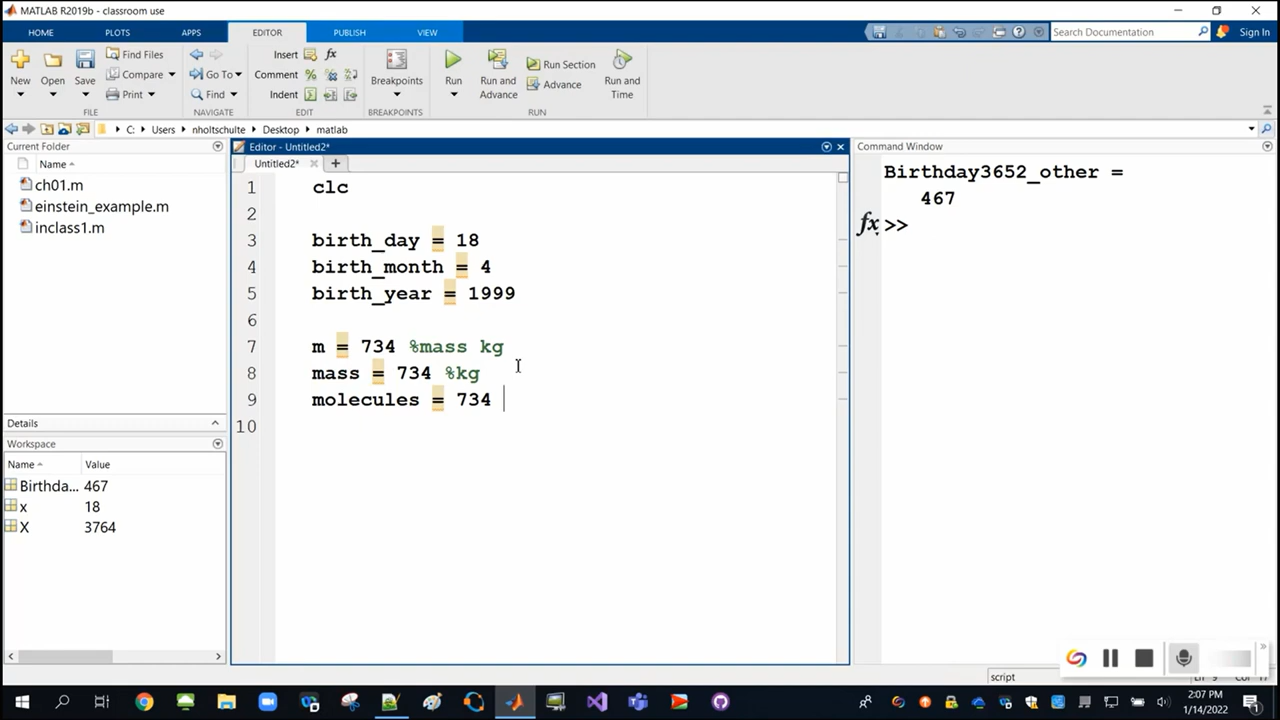 MATLAB R2019b - classroom use
HOME PLOTS APPS EDITOR PUBLISH VIEW Search Documentation Sign In
New Open Save Find Files Compare Print FILE
Go To Find NAVIGATE
Insert fx Comment Indent EDIT
Breakpoints BREAKPOINTS
Run Run and Advance Run Section Advance Run and Time RUN
C: Users nholtschulte Desktop matlab
Current Folder
Name
ch01.m
einstein_example.m
inclass1.m
Details
Workspace
Name Value
Birthda... 467
x 18
X 3764
Editor - Untitled2*
Untitled2* +
1 clc
2
3 birth_day = 18
4 birth_month = 4
5 birth_year = 1999
6
7 m = 734 %mass kg
8 mass = 734 %kg
9 molecules = 734
10
Command Window
Birthday3652_other =
467
fx >>
script
2:07 PM
1/14/2022